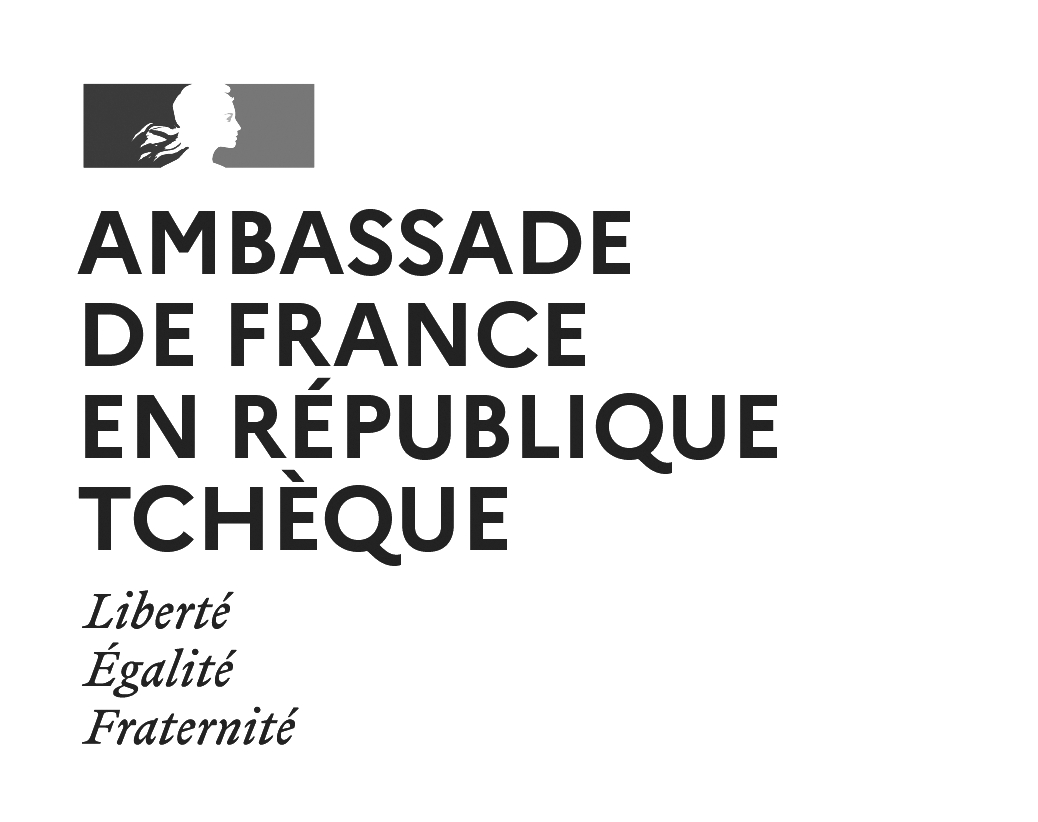 AMBASSADE
DE FRANCE
EN RÉPUBLIQUE
TCHÈQUE
Liberté
Égalité
Fraternité